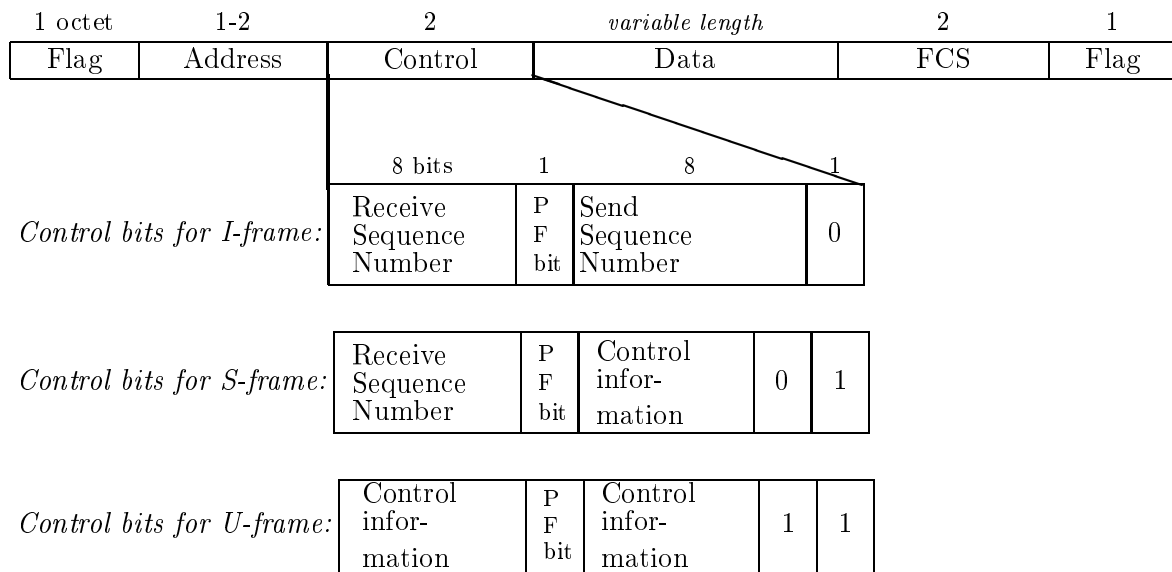 1 octet 1-2 2 variable length 2 1
Flag Address Control Data FCS Flag
8 bits 1 8 1
Control bits for I-frame:
Receive
Sequence
Number
P
F
bit
Send
Sequence
Number
0
Control bits for S-frame:
Receive
Sequence
Number
P
F
bit
Control
infor-
mation
0
1
Control bits for U-frame:
Control
infor-
mation
P
F
bit
Control
infor-
mation
1
1